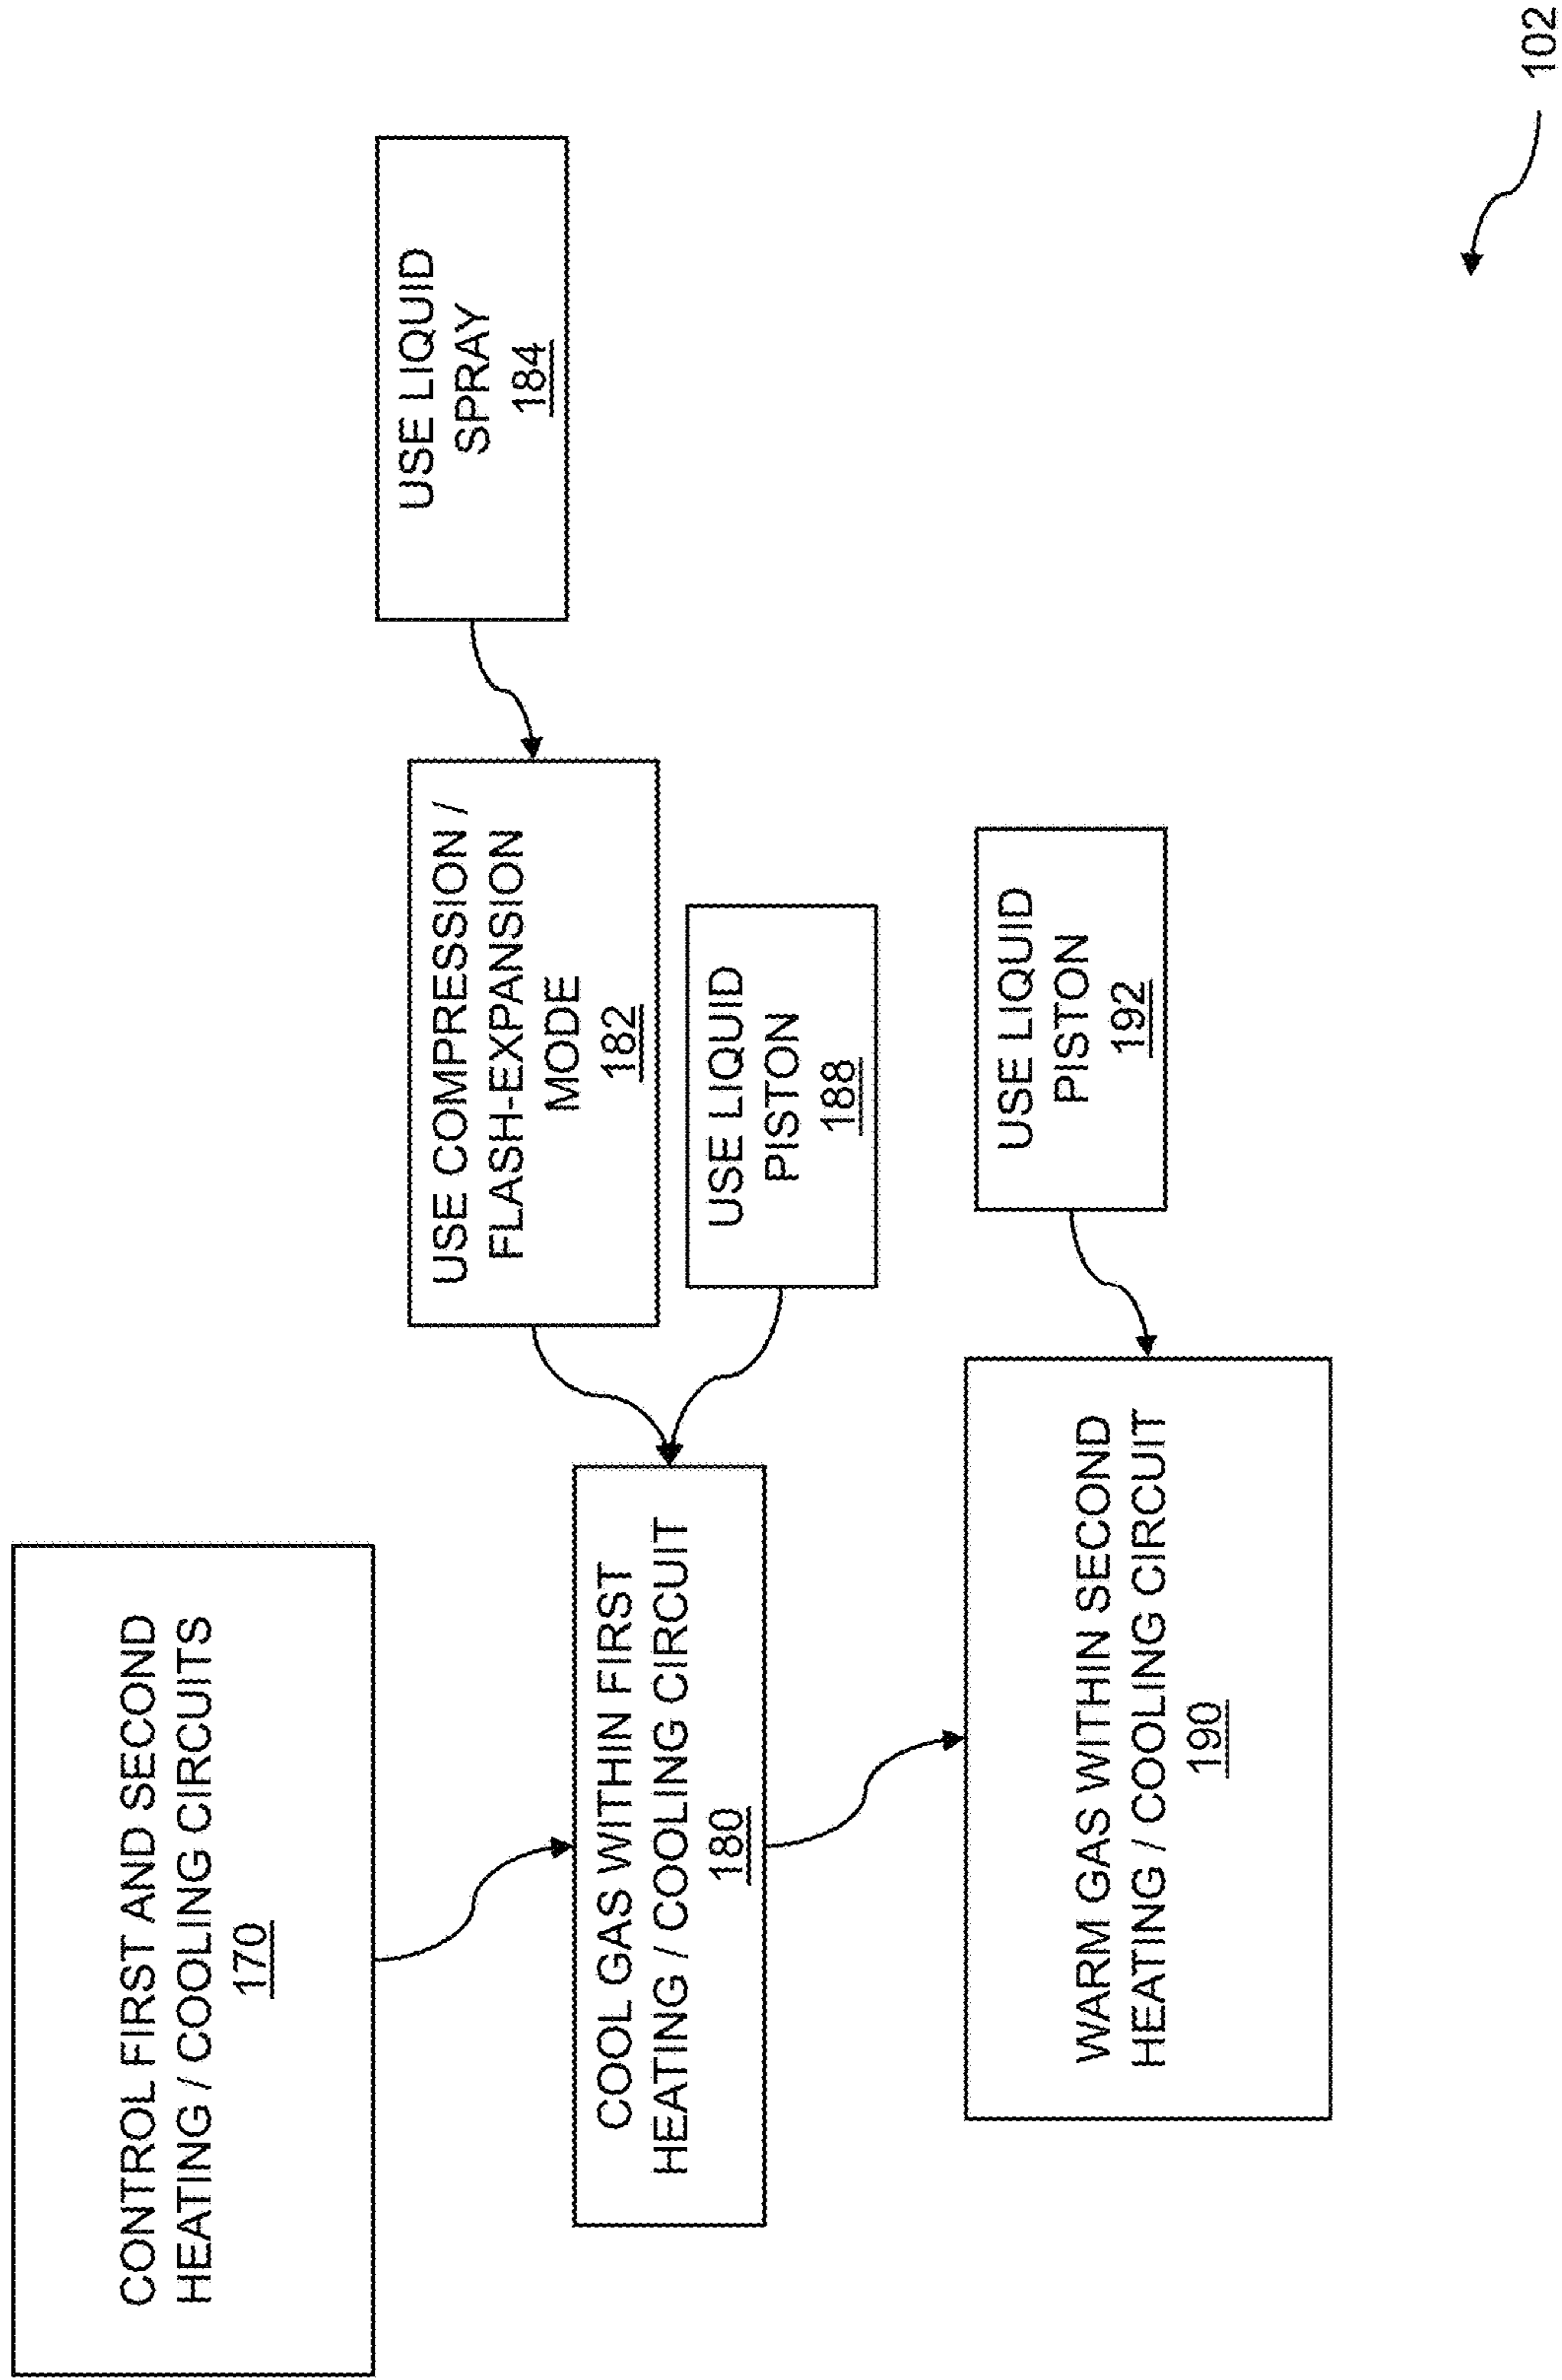 CONTROL FIRST AND SECOND
HEATING / COOLING CIRCUITS
170
COOL GAS WITHIN FIRST
HEATING / COOLING CIRCUIT
180
USE COMPRESSION /
FLASH-EXPANSION
MODE
182
USE LIQUID
SPRAY
184
USE LIQUID
PISTON
188
WARM GAS WITHIN SECOND
HEATING / COOLING CIRCUIT
190
USE LIQUID
PISTON
192
102